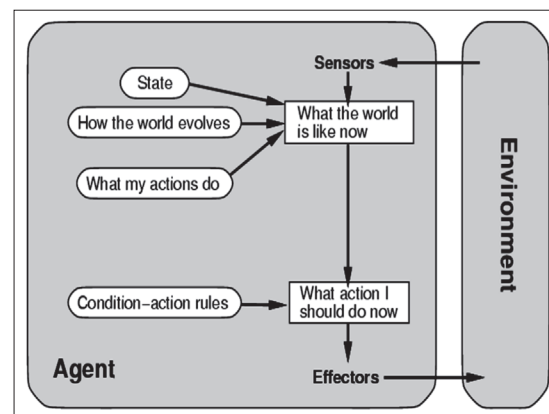 Sensors
State
What the world
is like now
How the world evolves
What my actions do
Environment
Condition–action rules
What action I
should do now
Agent
Effectors